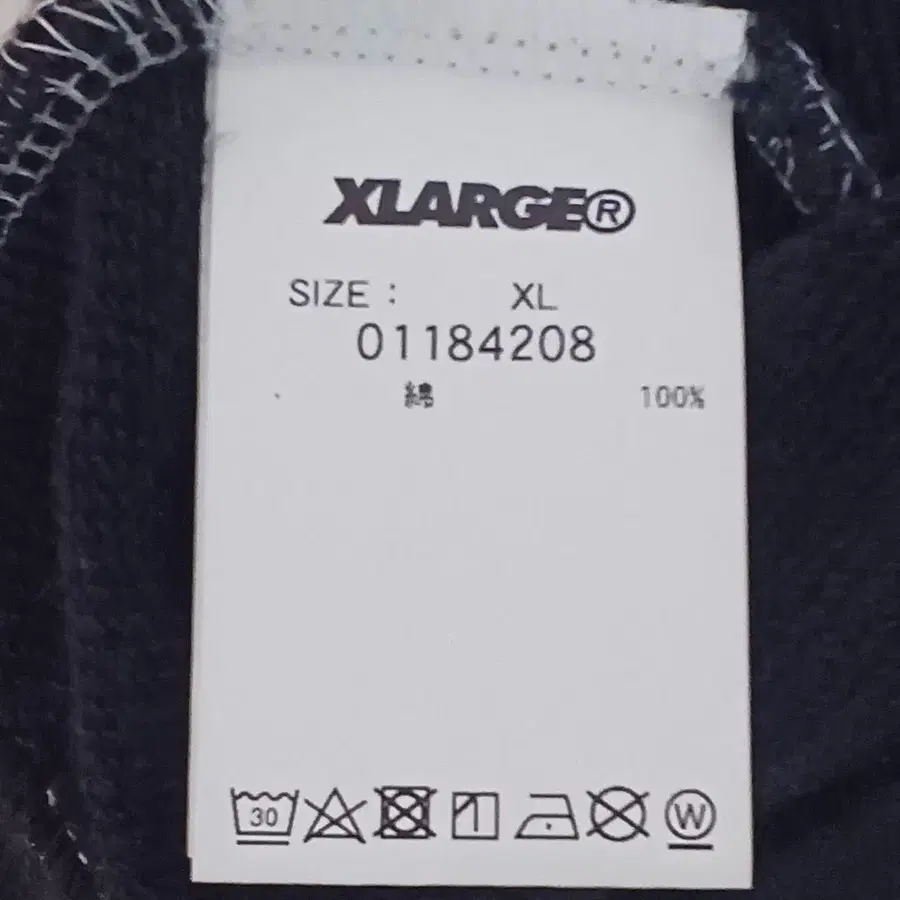 XLARGE®
SIZE : XL
01184208
綿 100%
30 W